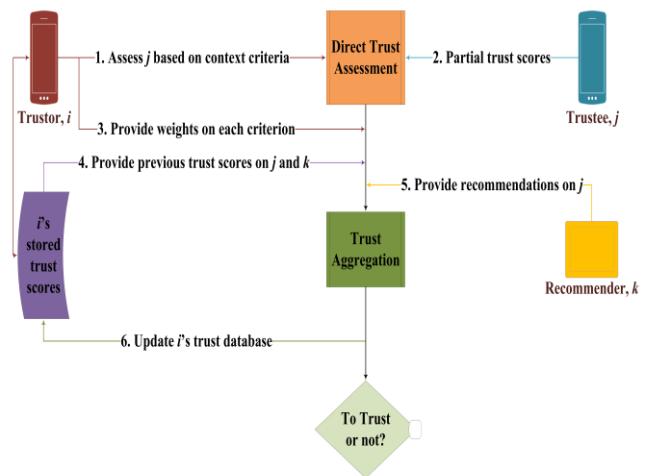 1. Assess j based on context criteria
Direct Trust
Assessment
2. Partial trust scores
Trustor, i
Trustee, j
3. Provide weights on each criterion
4. Provide previous trust scores on j and k
5. Provide recommendations on j
i's
stored
trust
scores
Trust
Aggregation
Recommender, k
6. Update i's trust database
To Trust
or not?